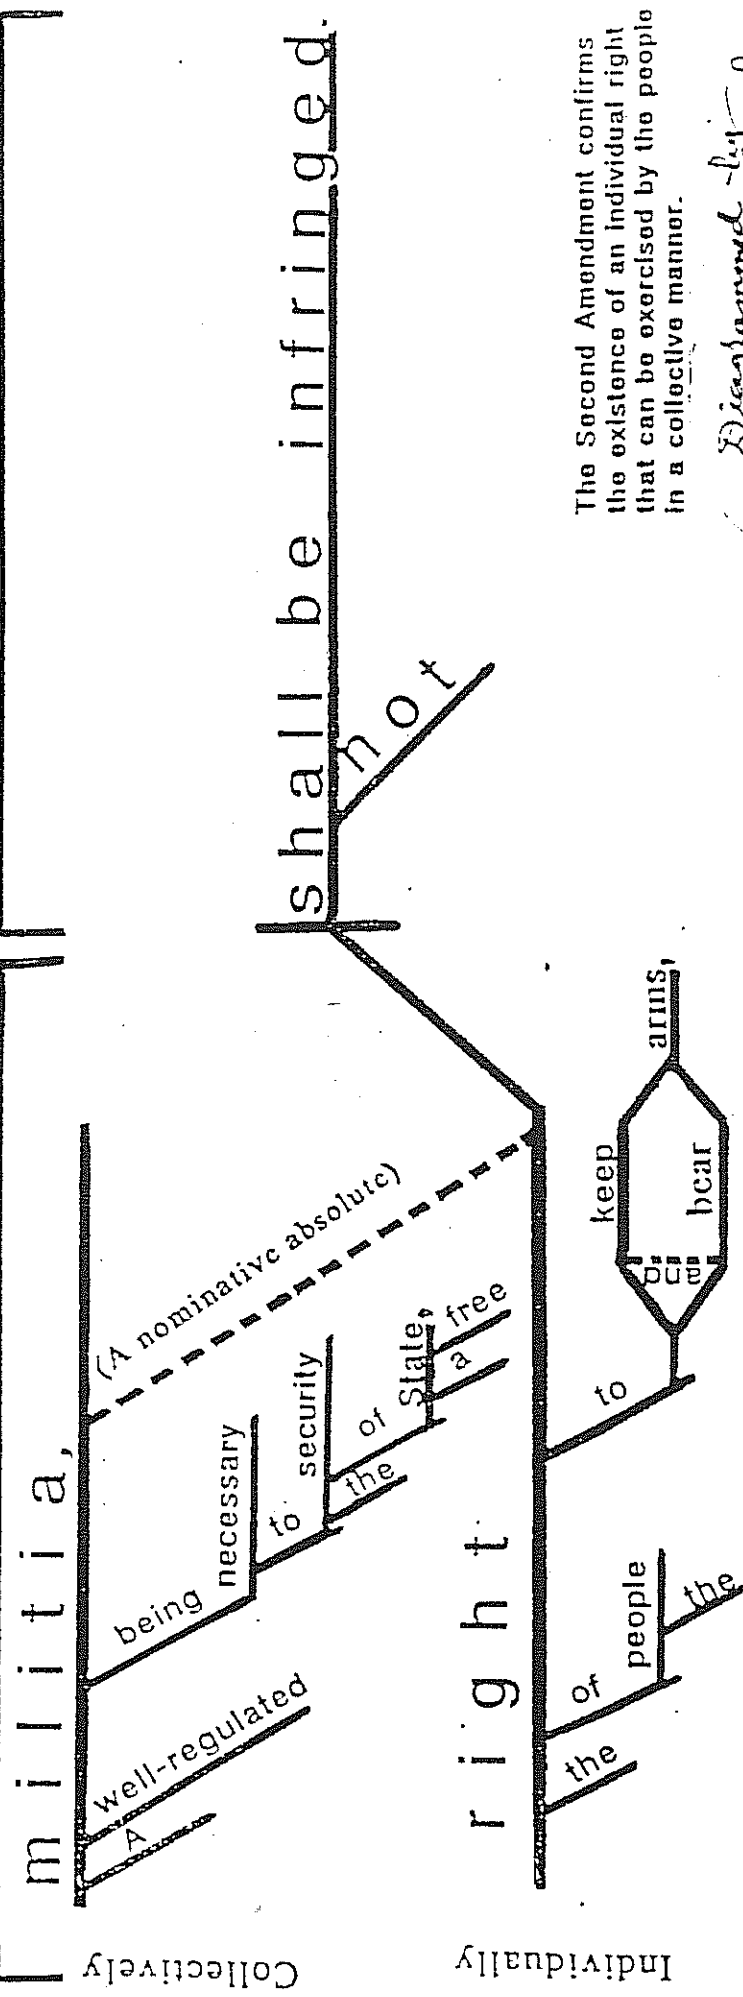 militia,
A
well-regulated
being
necessary
to
the
security
of
State,
a
free
(A nominative absolute)
right
the
of
people
the
to
keep
and
bear
arms,
shall be infringed.
not
Collectively
Individually
The Second Amendment confirms
the existence of an individual right
that can be exercised by the people
in a collective manner.
Diagrammed by